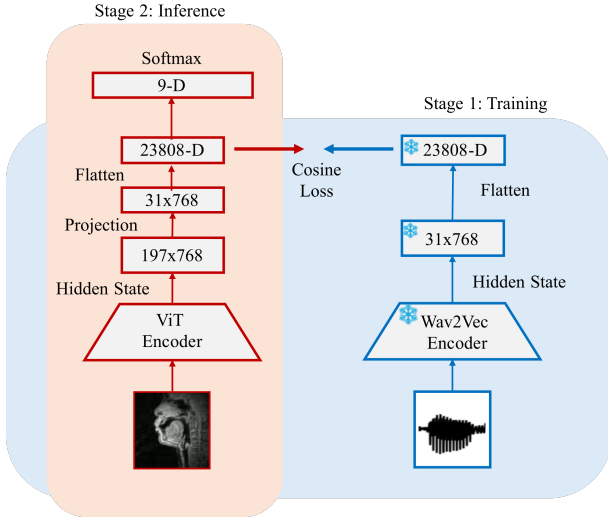 Stage 2: Inference
Softmax
9-D
Stage 1: Training
23808-D
23808-D
Cosine
Loss
Flatten
Flatten
31x768
31x768
Projection
197x768
Hidden State
Hidden State
ViT
Encoder
Wav2Vec
Encoder